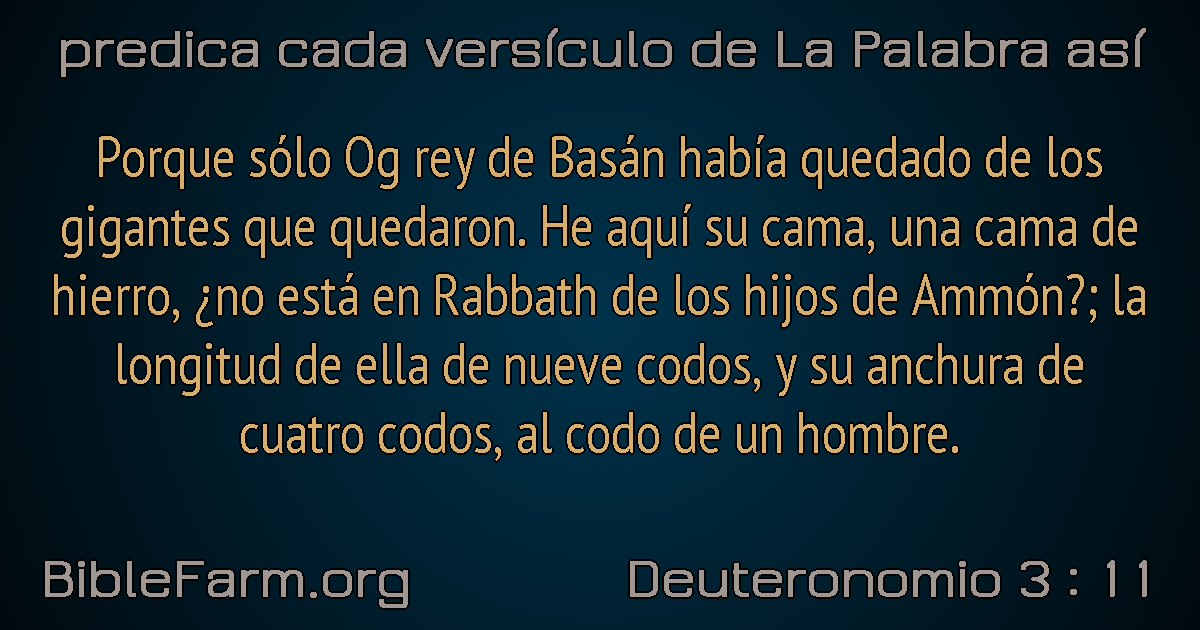 predica cada versículo de La Palabra así
Porque sólo Og rey de Basán había quedado de los
gigantes que quedaron. He aquí su cama, una cama de
hierro, ¿no está en Rabbath de los hijos de Ammón?; la
longitud de ella de nueve codos, y su anchura de
cuatro codos, al codo de un hombre.
BibleFarm.org
Deuteronomio 3 : 11